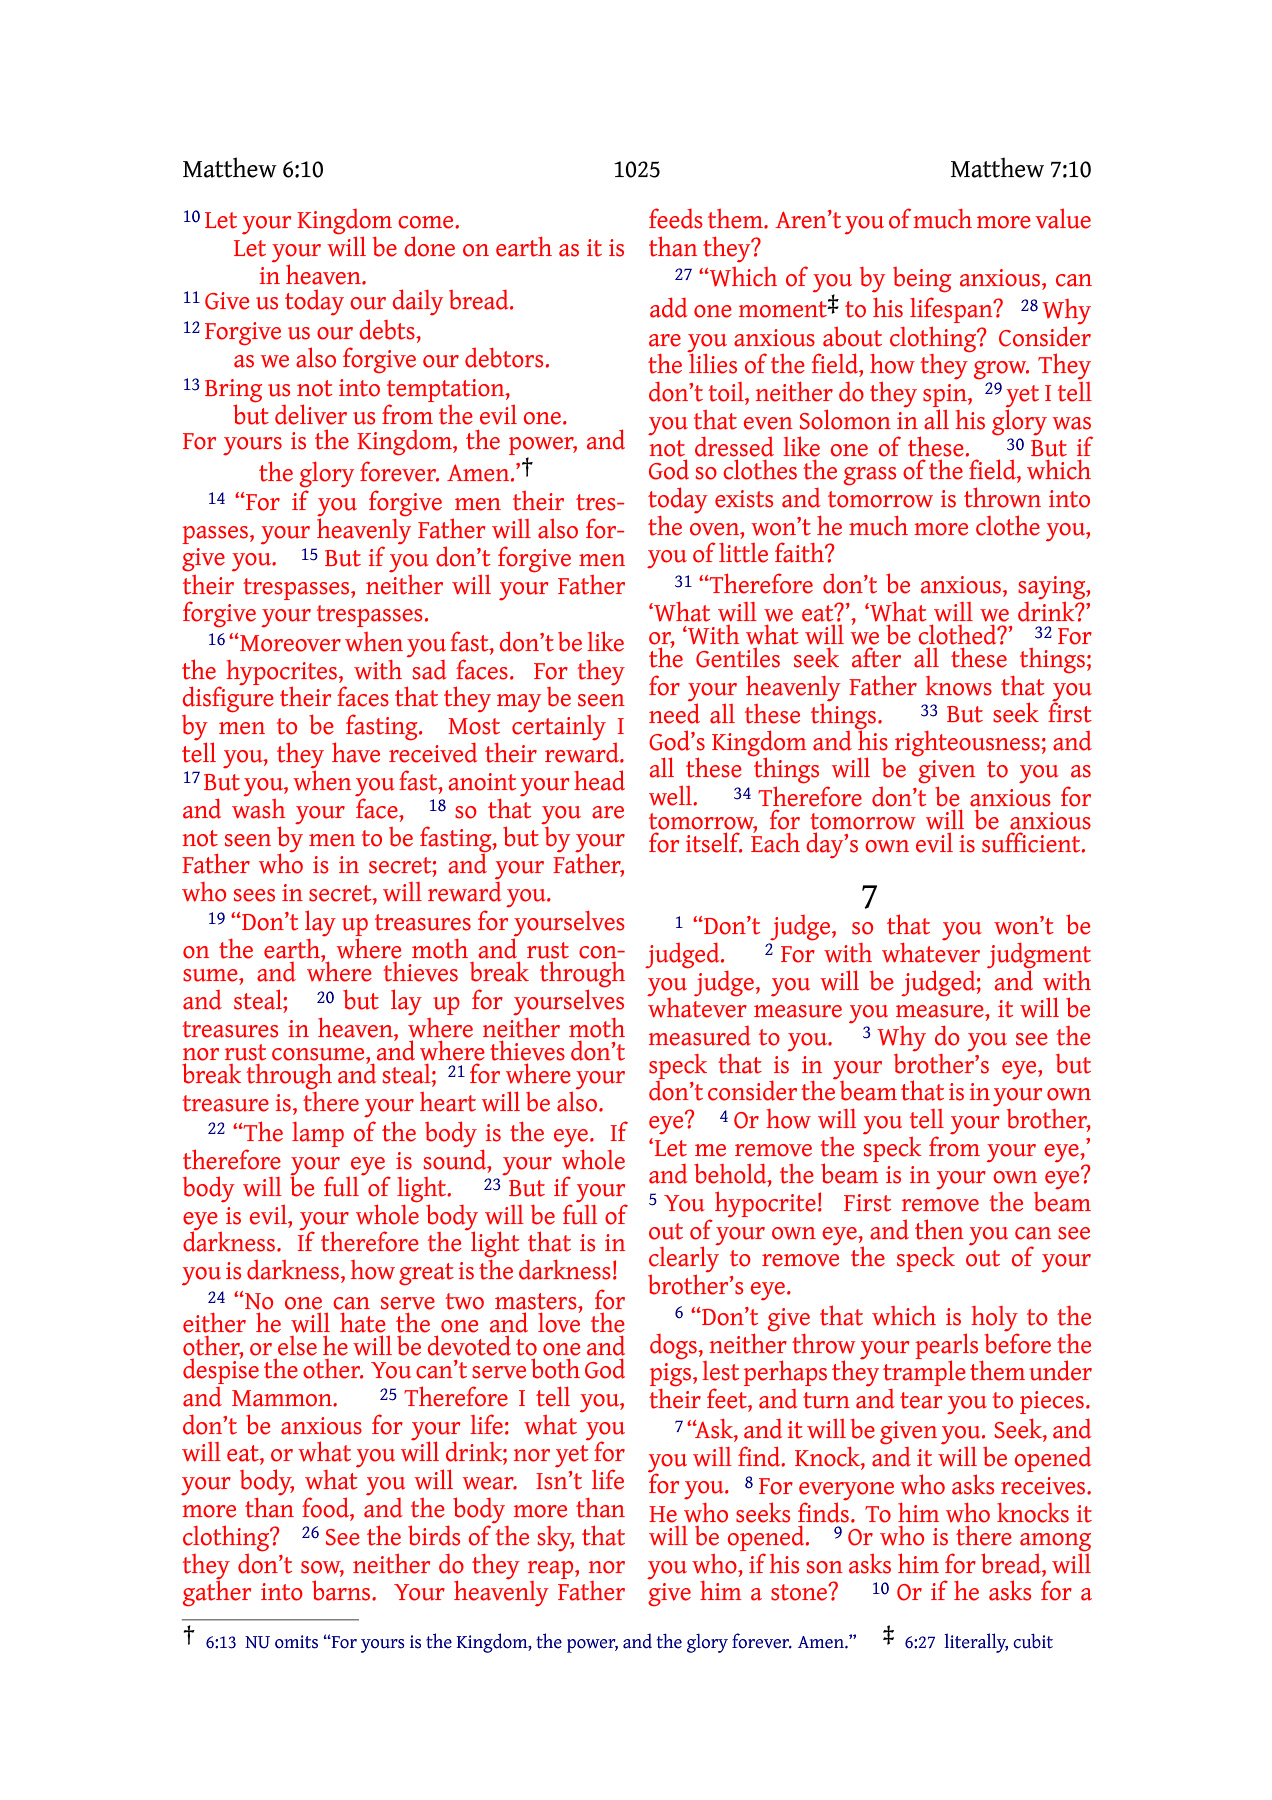 Matthew 6:10 1025 Matthew 7:10
10 Let your Kingdom come.
Let your will be done on earth as it is
in heaven.
11 Give us today our daily bread.
12 Forgive us our debts,
as we also forgive our debtors.
13 Bring us not into temptation,
but deliver us from the evil one.
For yours is the Kingdom, the power, and
the glory forever. Amen.’†
14 “For if you forgive men their tres-
passes, your heavenly Father will also for-
give you. 15 But if you don’t forgive men
their trespasses, neither will your Father
forgive your trespasses.
16 “Moreover when you fast, don’t be like
the hypocrites, with sad faces. For they
disfigure their faces that they may be seen
by men to be fasting. Most certainly I
tell you, they have received their reward.
17 But you, when you fast, anoint your head
and wash your face, 18 so that you are
not seen by men to be fasting, but by your
Father who is in secret; and your Father,
who sees in secret, will reward you.
19 “Don’t lay up treasures for yourselves
on the earth, where moth and rust con-
sume, and where thieves break through
and steal; 20 but lay up for yourselves
treasures in heaven, where neither moth
nor rust consume, and where thieves don’t
break through and steal; 21 for where your
treasure is, there your heart will be also.
22 “The lamp of the body is the eye. If
therefore your eye is sound, your whole
body will be full of light. 23 But if your
eye is evil, your whole body will be full of
darkness. If therefore the light that is in
you is darkness, how great is the darkness!
24 “No one can serve two masters, for
either he will hate the one and love the
other, or else he will be devoted to one and
despise the other. You can’t serve both God
and Mammon. 25 Therefore I tell you,
don’t be anxious for your life: what you
will eat, or what you will drink; nor yet for
your body, what you will wear. Isn’t life
more than food, and the body more than
clothing? 26 See the birds of the sky, that
they don’t sow, neither do they reap, nor
gather into barns. Your heavenly Father
feeds them. Aren’t you of much more value
than they?
27 “Which of you by being anxious, can
add one moment‡ to his lifespan? 28 Why
are you anxious about clothing? Consider
the lilies of the field, how they grow. They
don’t toil, neither do they spin, 29 yet I tell
you that even Solomon in all his glory was
not dressed like one of these. 30 But if
God so clothes the grass of the field, which
today exists and tomorrow is thrown into
the oven, won’t he much more clothe you,
you of little faith?
31 “Therefore don’t be anxious, saying,
‘What will we eat?’, ‘What will we drink?’
or, ‘With what will we be clothed?’ 32 For
the Gentiles seek after all these things;
for your heavenly Father knows that you
need all these things. 33 But seek first
God’s Kingdom and his righteousness; and
all these things will be given to you as
well. 34 Therefore don’t be anxious for
tomorrow, for tomorrow will be anxious
for itself. Each day’s own evil is sufficient.
7
1 “Don’t judge, so that you won’t be
judged. 2 For with whatever judgment
you judge, you will be judged; and with
whatever measure you measure, it will be
measured to you. 3 Why do you see the
speck that is in your brother’s eye, but
don’t consider the beam that is in your own
eye? 4 Or how will you tell your brother,
‘Let me remove the speck from your eye,’
and behold, the beam is in your own eye?
5 You hypocrite! First remove the beam
out of your own eye, and then you can see
clearly to remove the speck out of your
brother’s eye.
6 “Don’t give that which is holy to the
dogs, neither throw your pearls before the
pigs, lest perhaps they trample them under
their feet, and turn and tear you to pieces.
7 “Ask, and it will be given you. Seek, and
you will find. Knock, and it will be opened
for you. 8 For everyone who asks receives.
He who seeks finds. To him who knocks it
will be opened. 9 Or who is there among
you who, if his son asks him for bread, will
give him a stone? 10 Or if he asks for a
† 6:13 NU omits “For yours is the Kingdom, the power, and the glory forever. Amen.” ‡ 6:27 literally, cubit